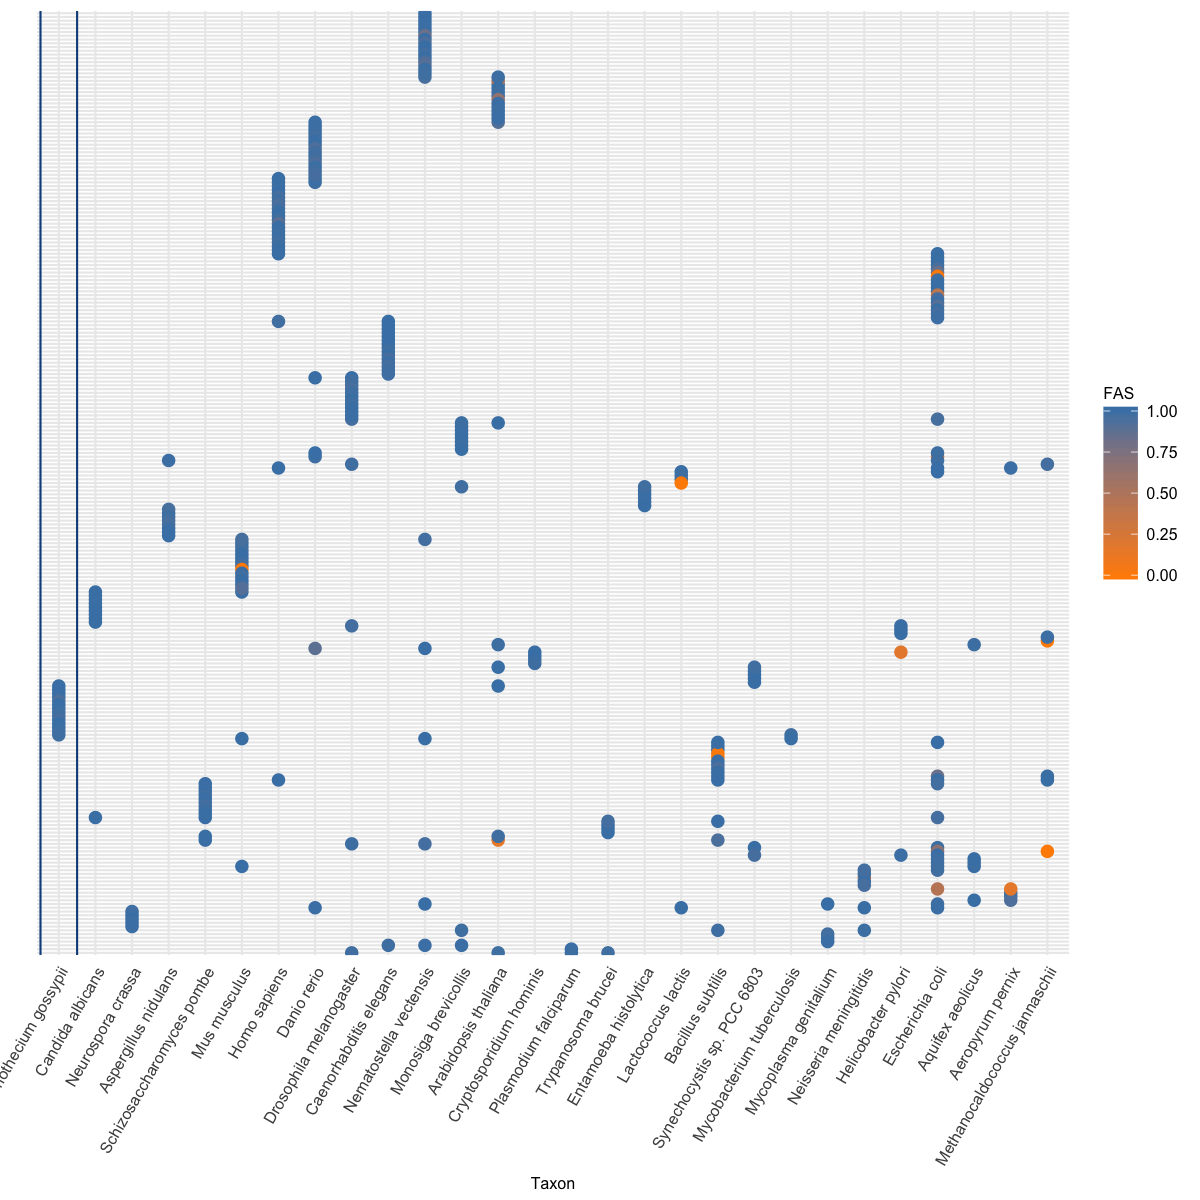 FAS
1.00
0.75
0.50
0.25
0.00
gossypii
Candida albicans
Neurospora crassa
Aspergillus nidulans
Schizosaccharomyces pombe
Mus musculus
Homo sapiens
Danio rerio
Drosophila melanogaster
Caenorhabditis elegans
Nematostella vectensis
Monosiga brevicollis
Arabidopsis thaliana
Cryptosporidium hominis
Plasmodium falciparum
Trypanosoma brucei
Entamoeba histolytica
Lactococcus lactis
Bacillus subtilis
Synechocystis sp. PCC 6803
Mycobacterium tuberculosis
Mycoplasma genitalium
Neisseria meningitidis
Helicobacter pylori
Escherichia coli
Aquifex aeolicus
Aeropyrum pernix
Methanocaldococcus jannaschii
Taxon